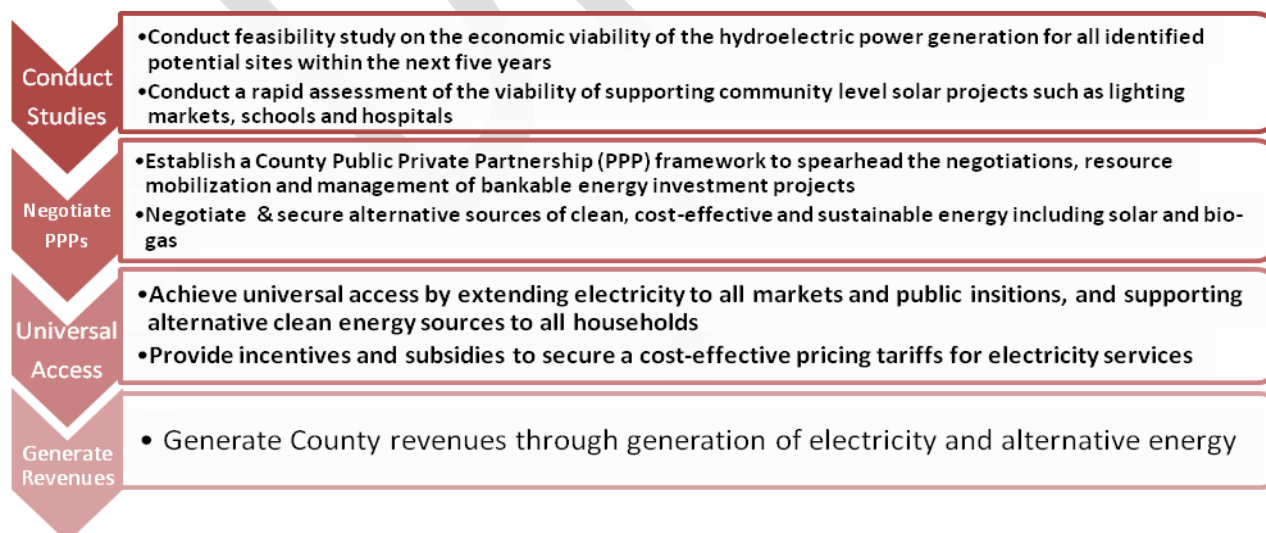 Conduct
Studies
•Conduct feasibility study on the economic viability of the hydroelectric power generation for all identified
potential sites within the next five years
•Conduct a rapid assessment of the viability of supporting community level solar projects such as lighting
markets, schools and hospitals
Negotiate
PPPs
•Establish a County Public Private Partnership (PPP) framework to spearhead the negotiations, resource
mobilization and management of bankable energy investment projects
•Negotiate & secure alternative sources of clean, cost-effective and sustainable energy including solar and bio-
gas
Universal
Access
•Achieve universal access by extending electricity to all markets and public insitions, and supporting
alternative clean energy sources to all households
•Provide incentives and subsidies to secure a cost-effective pricing tariffs for electricity services
Generate
Revenues
• Generate County revenues through generation of electricity and alternative energy